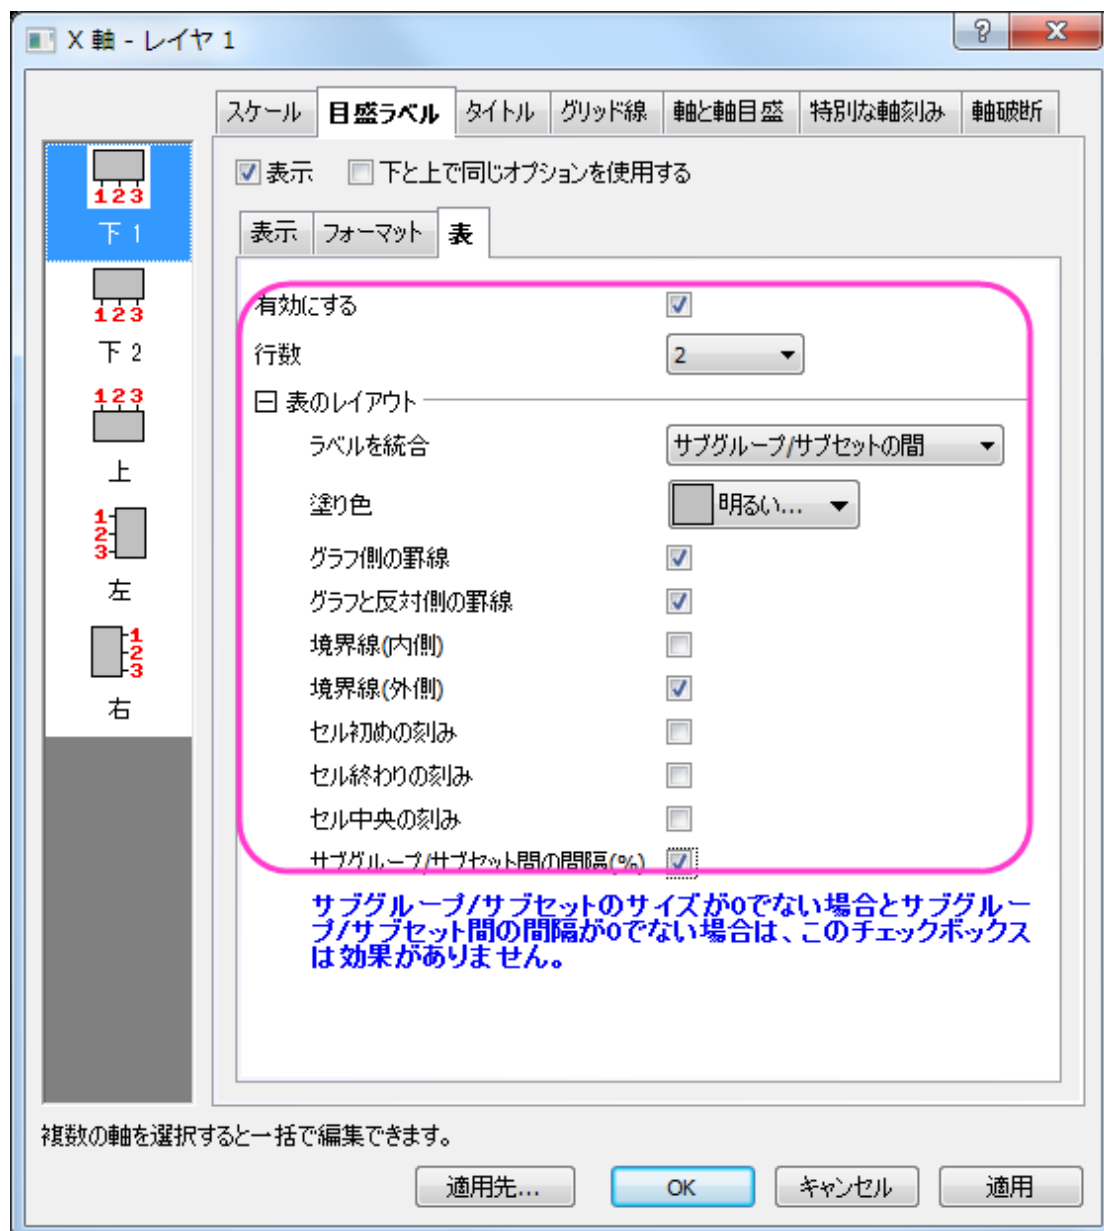 X 軸 - レイヤ 1
スケール 目盛ラベル タイトル グリッド線 軸と軸目盛 特別な軸刻み 軸破断
表示 下と上で同じオプションを使用する
表示 フォーマット 表
1 2 3
下 1
1 2 3
下 2
1 2 3
上
1
2
3
左
1
2
3
右
有効にする
行数 2
表のレイアウト
ラベルを統合 サブグループ/サブセットの間
塗り色 明るい...
グラフ側の罫線
グラフと反対側の罫線
境界線(内側)
境界線(外側)
セル初めの刻み
セル終わりの刻み
セル中央の刻み
サブグループ/サブセット間の間隔(%)
サブグループ/サブセットのサイズが0でない場合とサブグルー
プ/サブセット間の間隔が0でない場合は、このチェックボックス
は効果がありません。
複数の軸を選択すると一括で編集できます。
適用先... OK キャンセル 適用